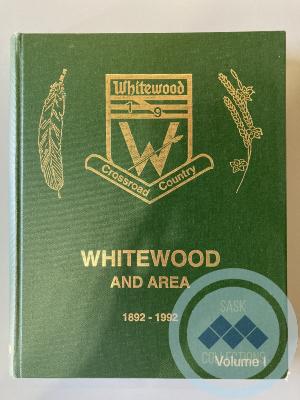 Whitewood
1 9
W
Crossroad Country
WHITEWOOD
AND AREA
1892 - 1992
SASK
COLLECTIONS
Volume I